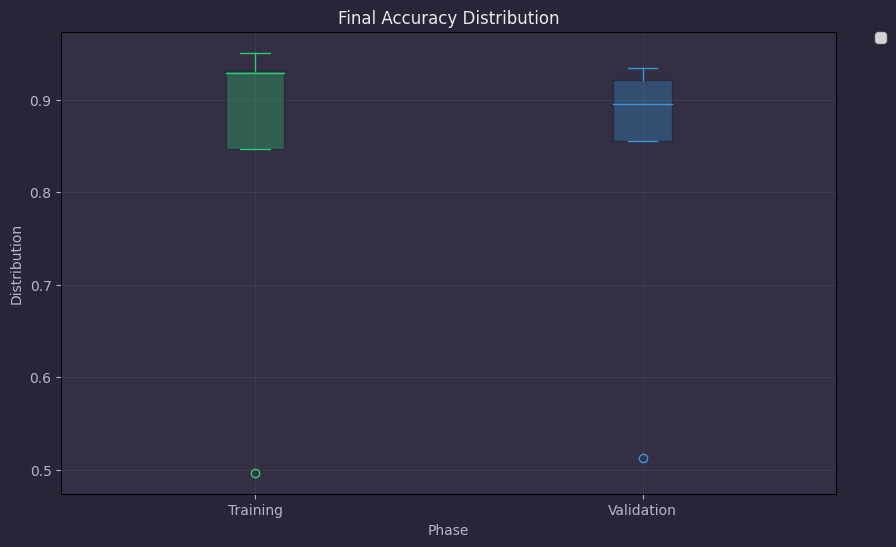 Final Accuracy Distribution
Distribution
0.9
0.8
0.7
0.6
0.5
Training
Validation
Phase